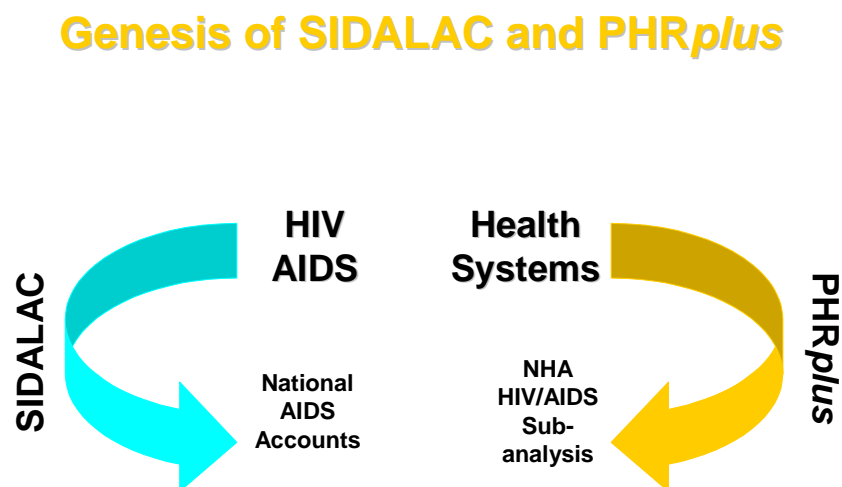 Genesis of SIDALAC and PHRplus
HIV
AIDS
Health
Systems
SIDALAC
PHRplus
National
AIDS
Accounts
NHA
HIV/AIDS
Sub-
analysis